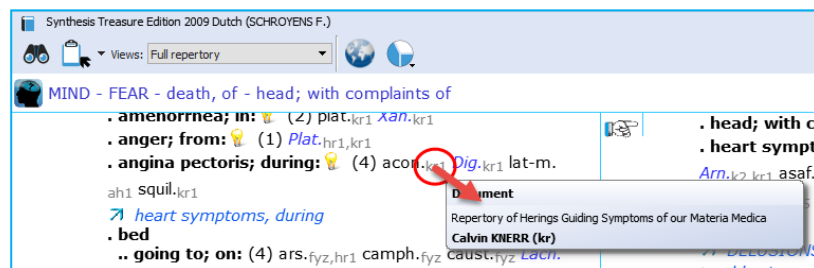 Synthesis Treasure Edition 2009 Dutch (SCHROYENS F.)
Views: Full repertory
MIND - FEAR - death, of - head; with complaints of
. amenorrhea; in: (2) plat.kr1 Xan.kr1
. anger; from: (1) Plat.hr1,kr1
. angina pectoris; during: (4) acon.kr1 Dig.kr1 lat-m.
ah1 squil.kr1
heart symptoms, during
. bed
.. going to; on: (4) ars.fyz,hr1 camph.fyz caust.fyz Lach.
. head; with c
. heart sympt
Arn.k2,kr1 asaf.
Document
Repertory of Herings Guiding Symptoms of our Materia Medica
Calvin KNERR (kr)
DELUSIONS